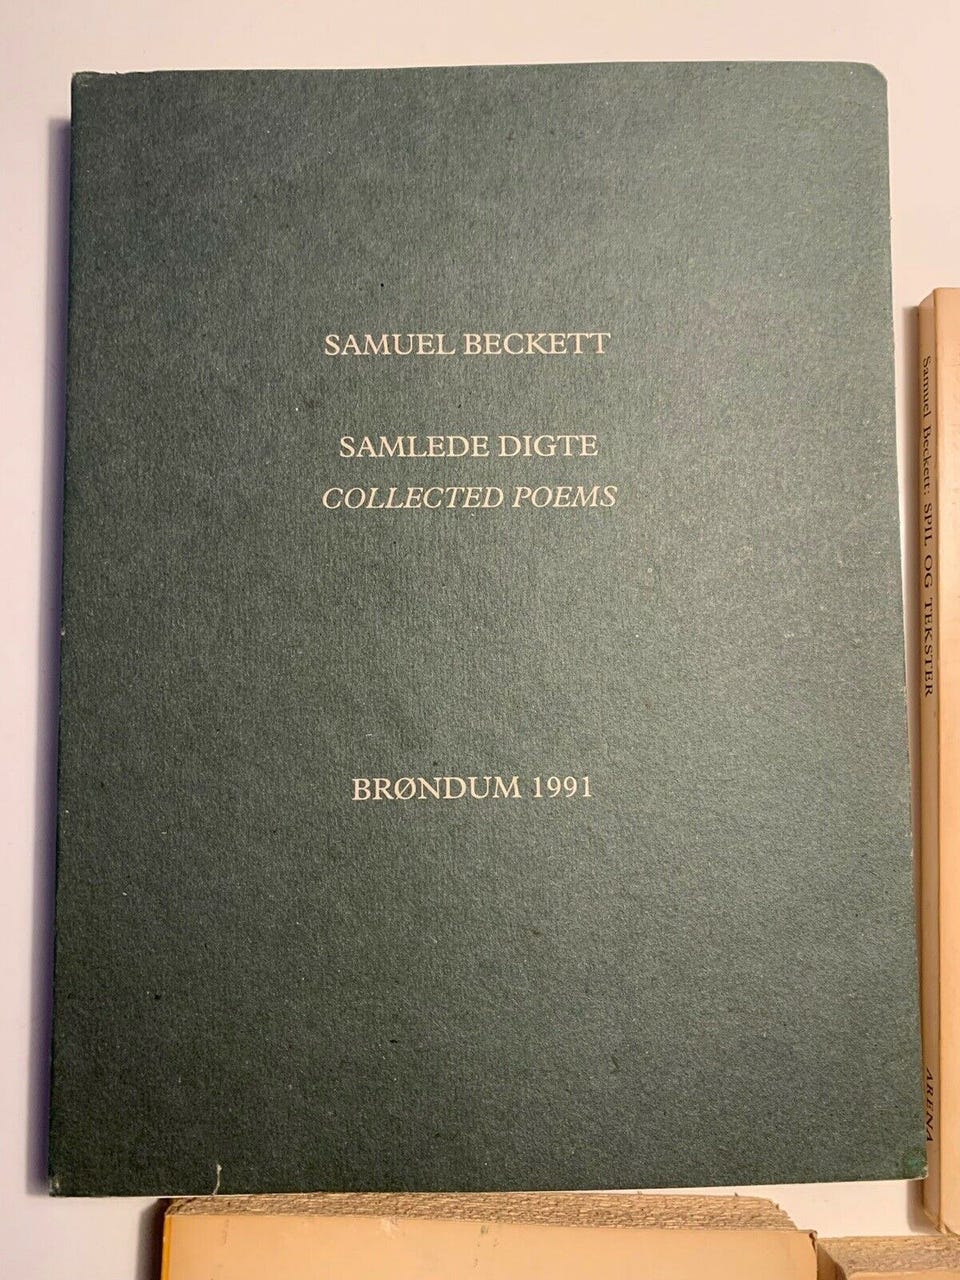 SAMUEL BECKETT
SAMLEDE DIGTE
COLLECTED POEMS
BRØNDUM 1991
Samuel Beckett: SPIL OG TEKSTER
ARENA